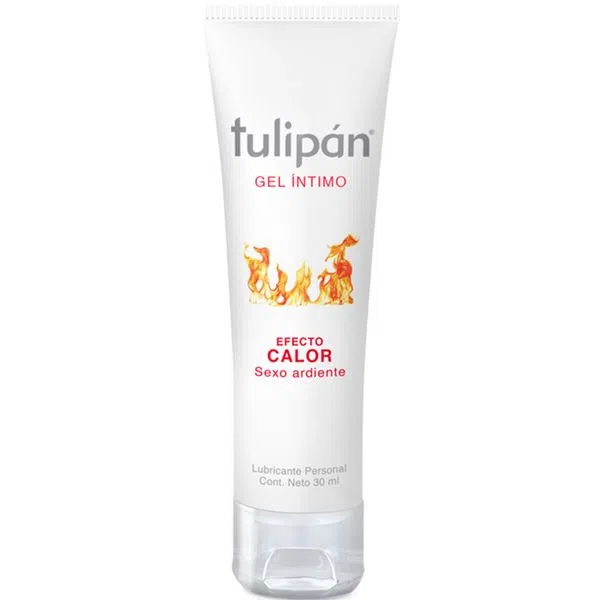 tulipán®
GEL ÍNTIMO
EFECTO
CALOR
Sexo ardiente
Lubricante Personal
Cont. Neto 30 ml